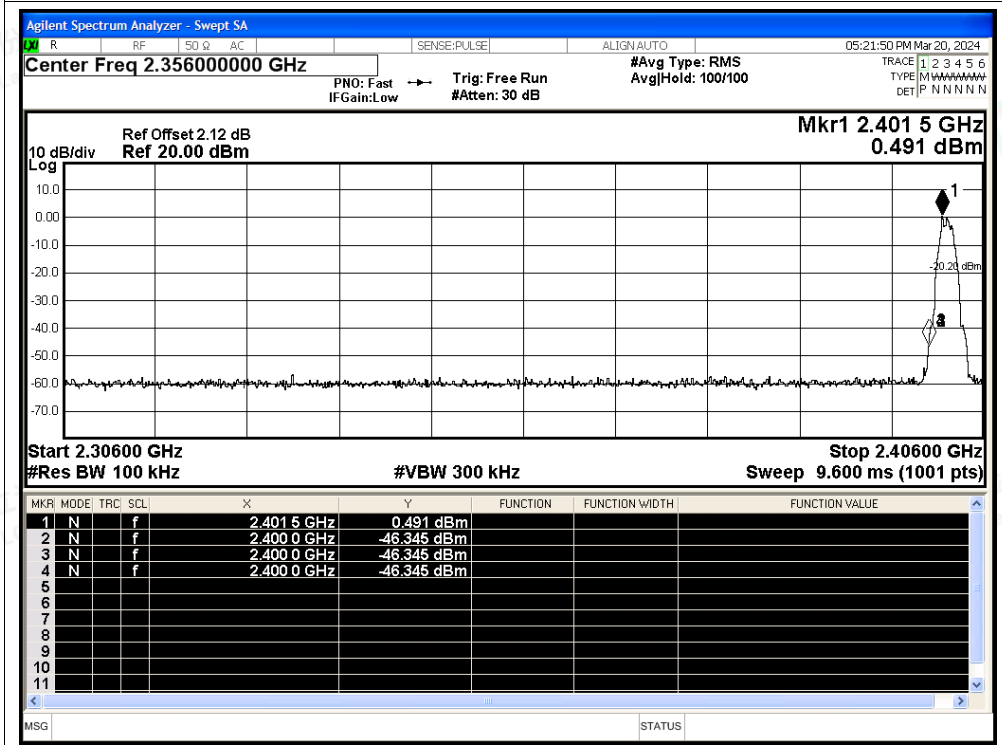 Agilent Spectrum Analyzer - Swept SA
LXI R RF 50 Ω AC SENSE:PULSE ALIGN AUTO 05:21:50 PM Mar 20, 2024
Center Freq 2.356000000 GHz #Avg Type: RMS TRACE 1 2 3 4 5 6
PNO: Fast Trig: Free Run Avg|Hold: 100/100 TYPE M
IFGain:Low #Atten: 30 dB DET P N N N N N
Mkr1 2.401 5 GHz
Ref Offset 2.12 dB
10 dB/div Ref 20.00 dBm 0.491 dBm
Log
10.0
1
0.00
-10.0
-20.0
-20.20 dBm
-30.0
-40.0
-50.0
-60.0
-70.0
Start 2.30600 GHz Stop 2.40600 GHz
#Res BW 100 kHz #VBW 300 kHz Sweep 9.600 ms (1001 pts)
MKR MODE TRC SCL X Y FUNCTION FUNCTION WIDTH FUNCTION VALUE
1 N f 2.401 5 GHz 0.491 dBm
2 N f 2.400 0 GHz -46.345 dBm
3 N f 2.400 0 GHz -46.345 dBm
4 N f 2.400 0 GHz -46.345 dBm
5
6
7
8
9
10
11
MSG STATUS